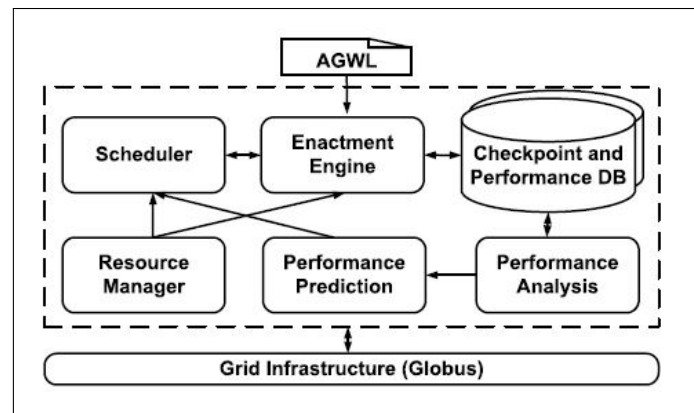 AGWL
Scheduler
Enactment
Engine
Checkpoint and
Performance DB
Resource
Manager
Performance
Prediction
Performance
Analysis
Grid Infrastructure (Globus)